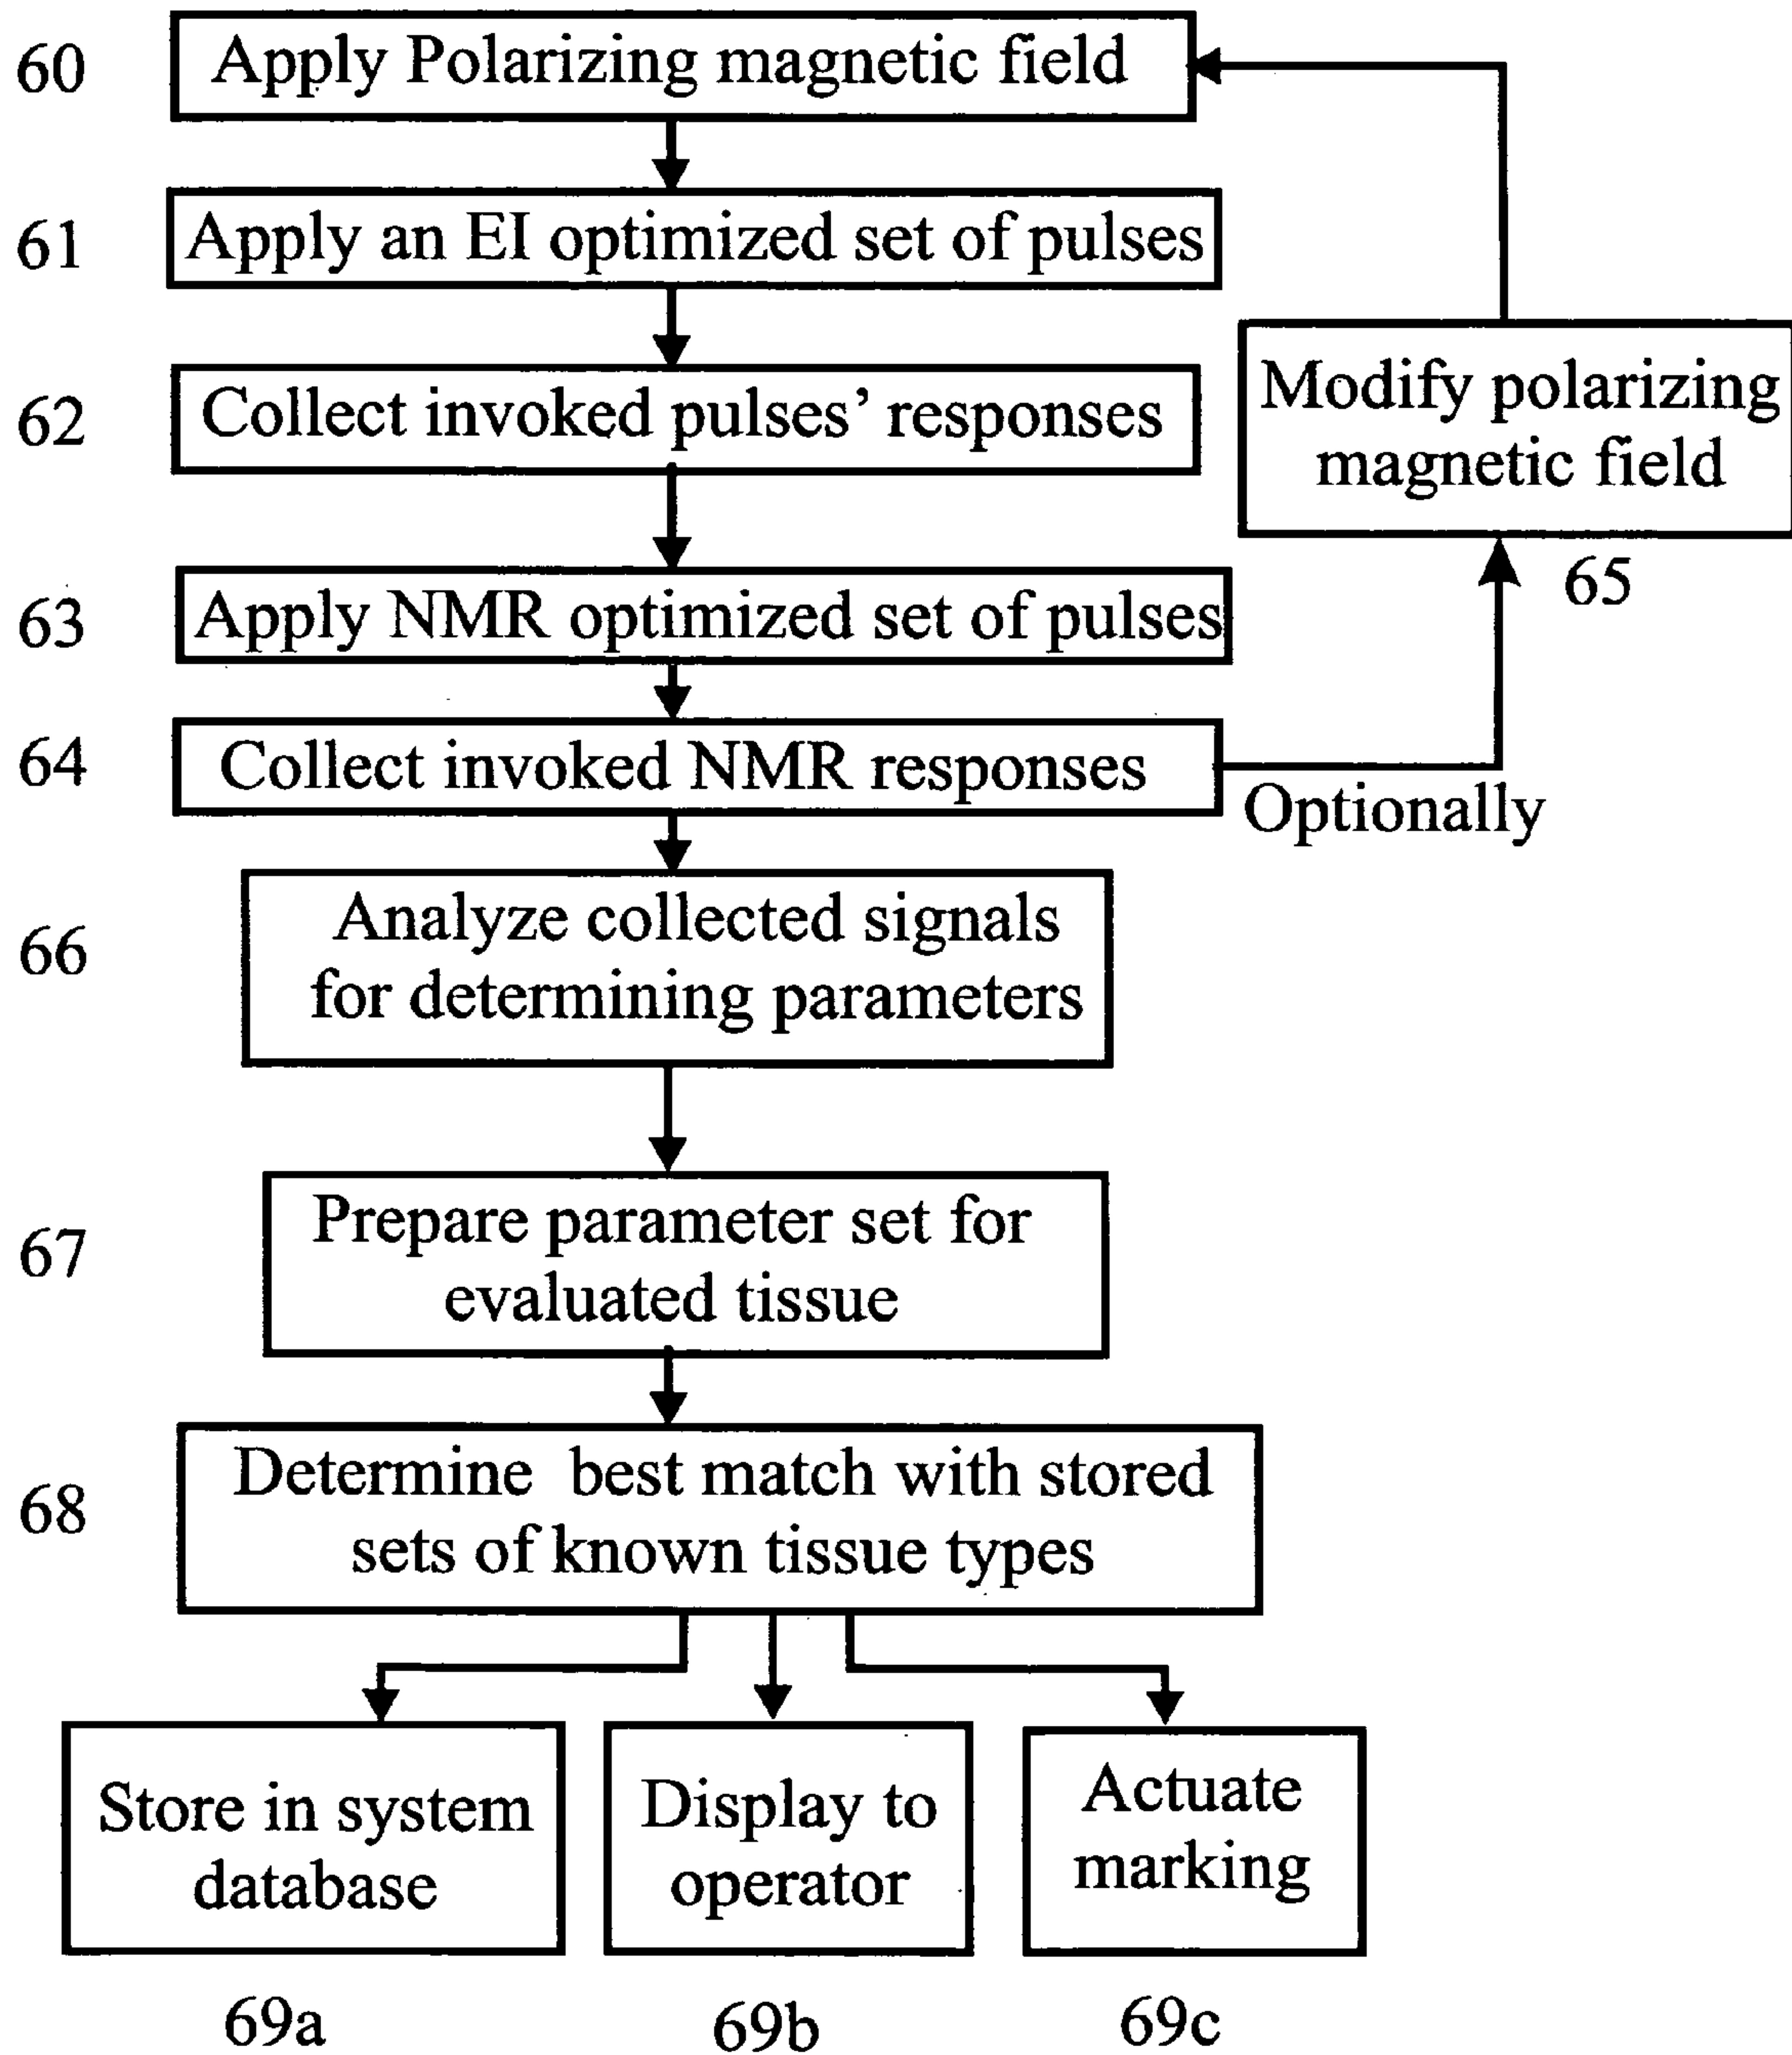 60
Apply Polarizing magnetic field
61
Apply an EI optimized set of pulses
62
Collect invoked pulses’ responses
Modify polarizing
magnetic field
65
63
Apply NMR optimized set of pulses
64
Collect invoked NMR responses
Optionally
66
Analyze collected signals
for determining parameters
67
Prepare parameter set for
evaluated tissue
68
Determine best match with stored
sets of known tissue types
Store in system
database
Display to
operator
Actuate
marking
69a
69b
69c